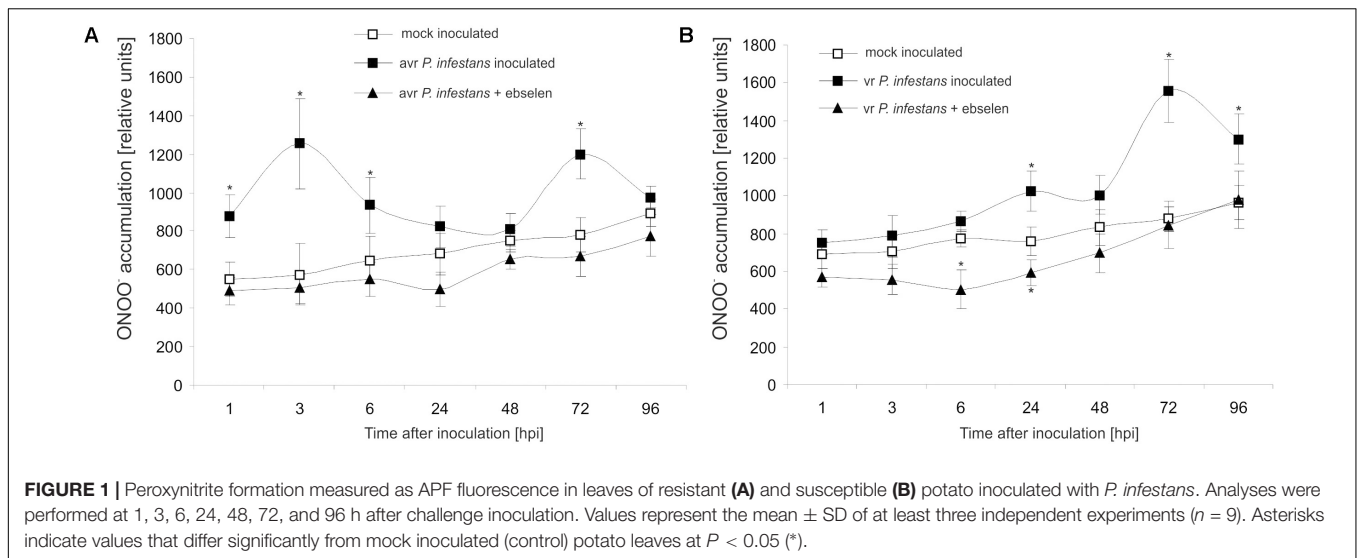 A
1800
1600
1400
1200
1000
800
600
400
200
0
ONOO⁻ accumulation [relative units]
mock inoculated
avr P. infestans inoculated
avr P. infestans + ebselen
*
*
*
*
1 3 6 24 48 72 96
Time after inoculation [hpi]
B
1800
1600
1400
1200
1000
800
600
400
200
0
ONOO⁻ accumulation [relative units]
mock inoculated
vr P. infestans inoculated
vr P. infestans + ebselen
*
*
*
*
*
1 3 6 24 48 72 96
Time after inoculation [hpi]
FIGURE 1 | Peroxynitrite formation measured as APF fluorescence in leaves of resistant (A) and susceptible (B) potato inoculated with P. infestans. Analyses were
performed at 1, 3, 6, 24, 48, 72, and 96 h after challenge inoculation. Values represent the mean ± SD of at least three independent experiments (n = 9). Asterisks
indicate values that differ significantly from mock inoculated (control) potato leaves at P < 0.05 (*).